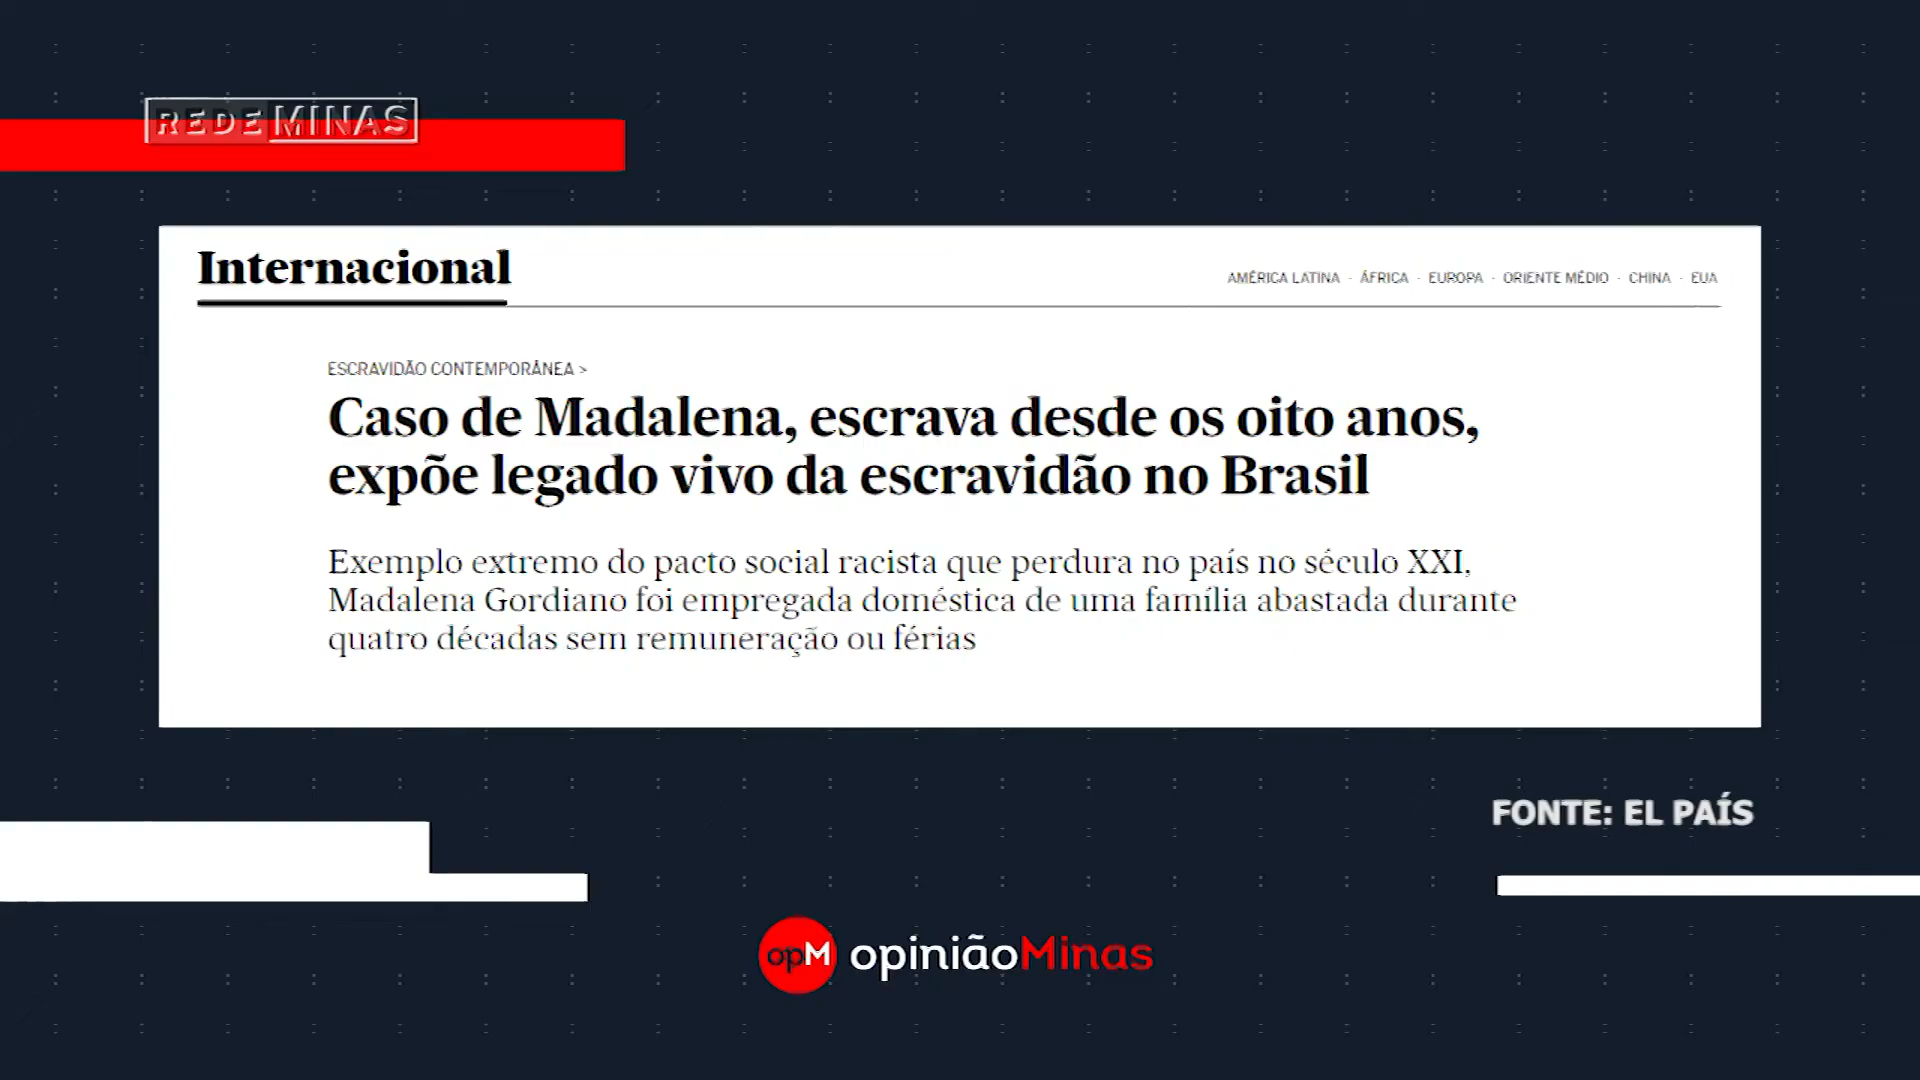 REDE MINAS
Internacional
AMÉRICA LATINA · ÁFRICA · EUROPA · ORIENTE MÉDIO · CHINA · EUA
ESCRAVIDÃO CONTEMPORÂNEA >
Caso de Madalena, escrava desde os oito anos,
expõe legado vivo da escravidão no Brasil
Exemplo extremo do pacto social racista que perdura no país no século XXI,
Madalena Gordiano foi empregada doméstica de uma família abastada durante
quatro décadas sem remuneração ou férias
FONTE: EL PAÍS
opM opiniãoMinas